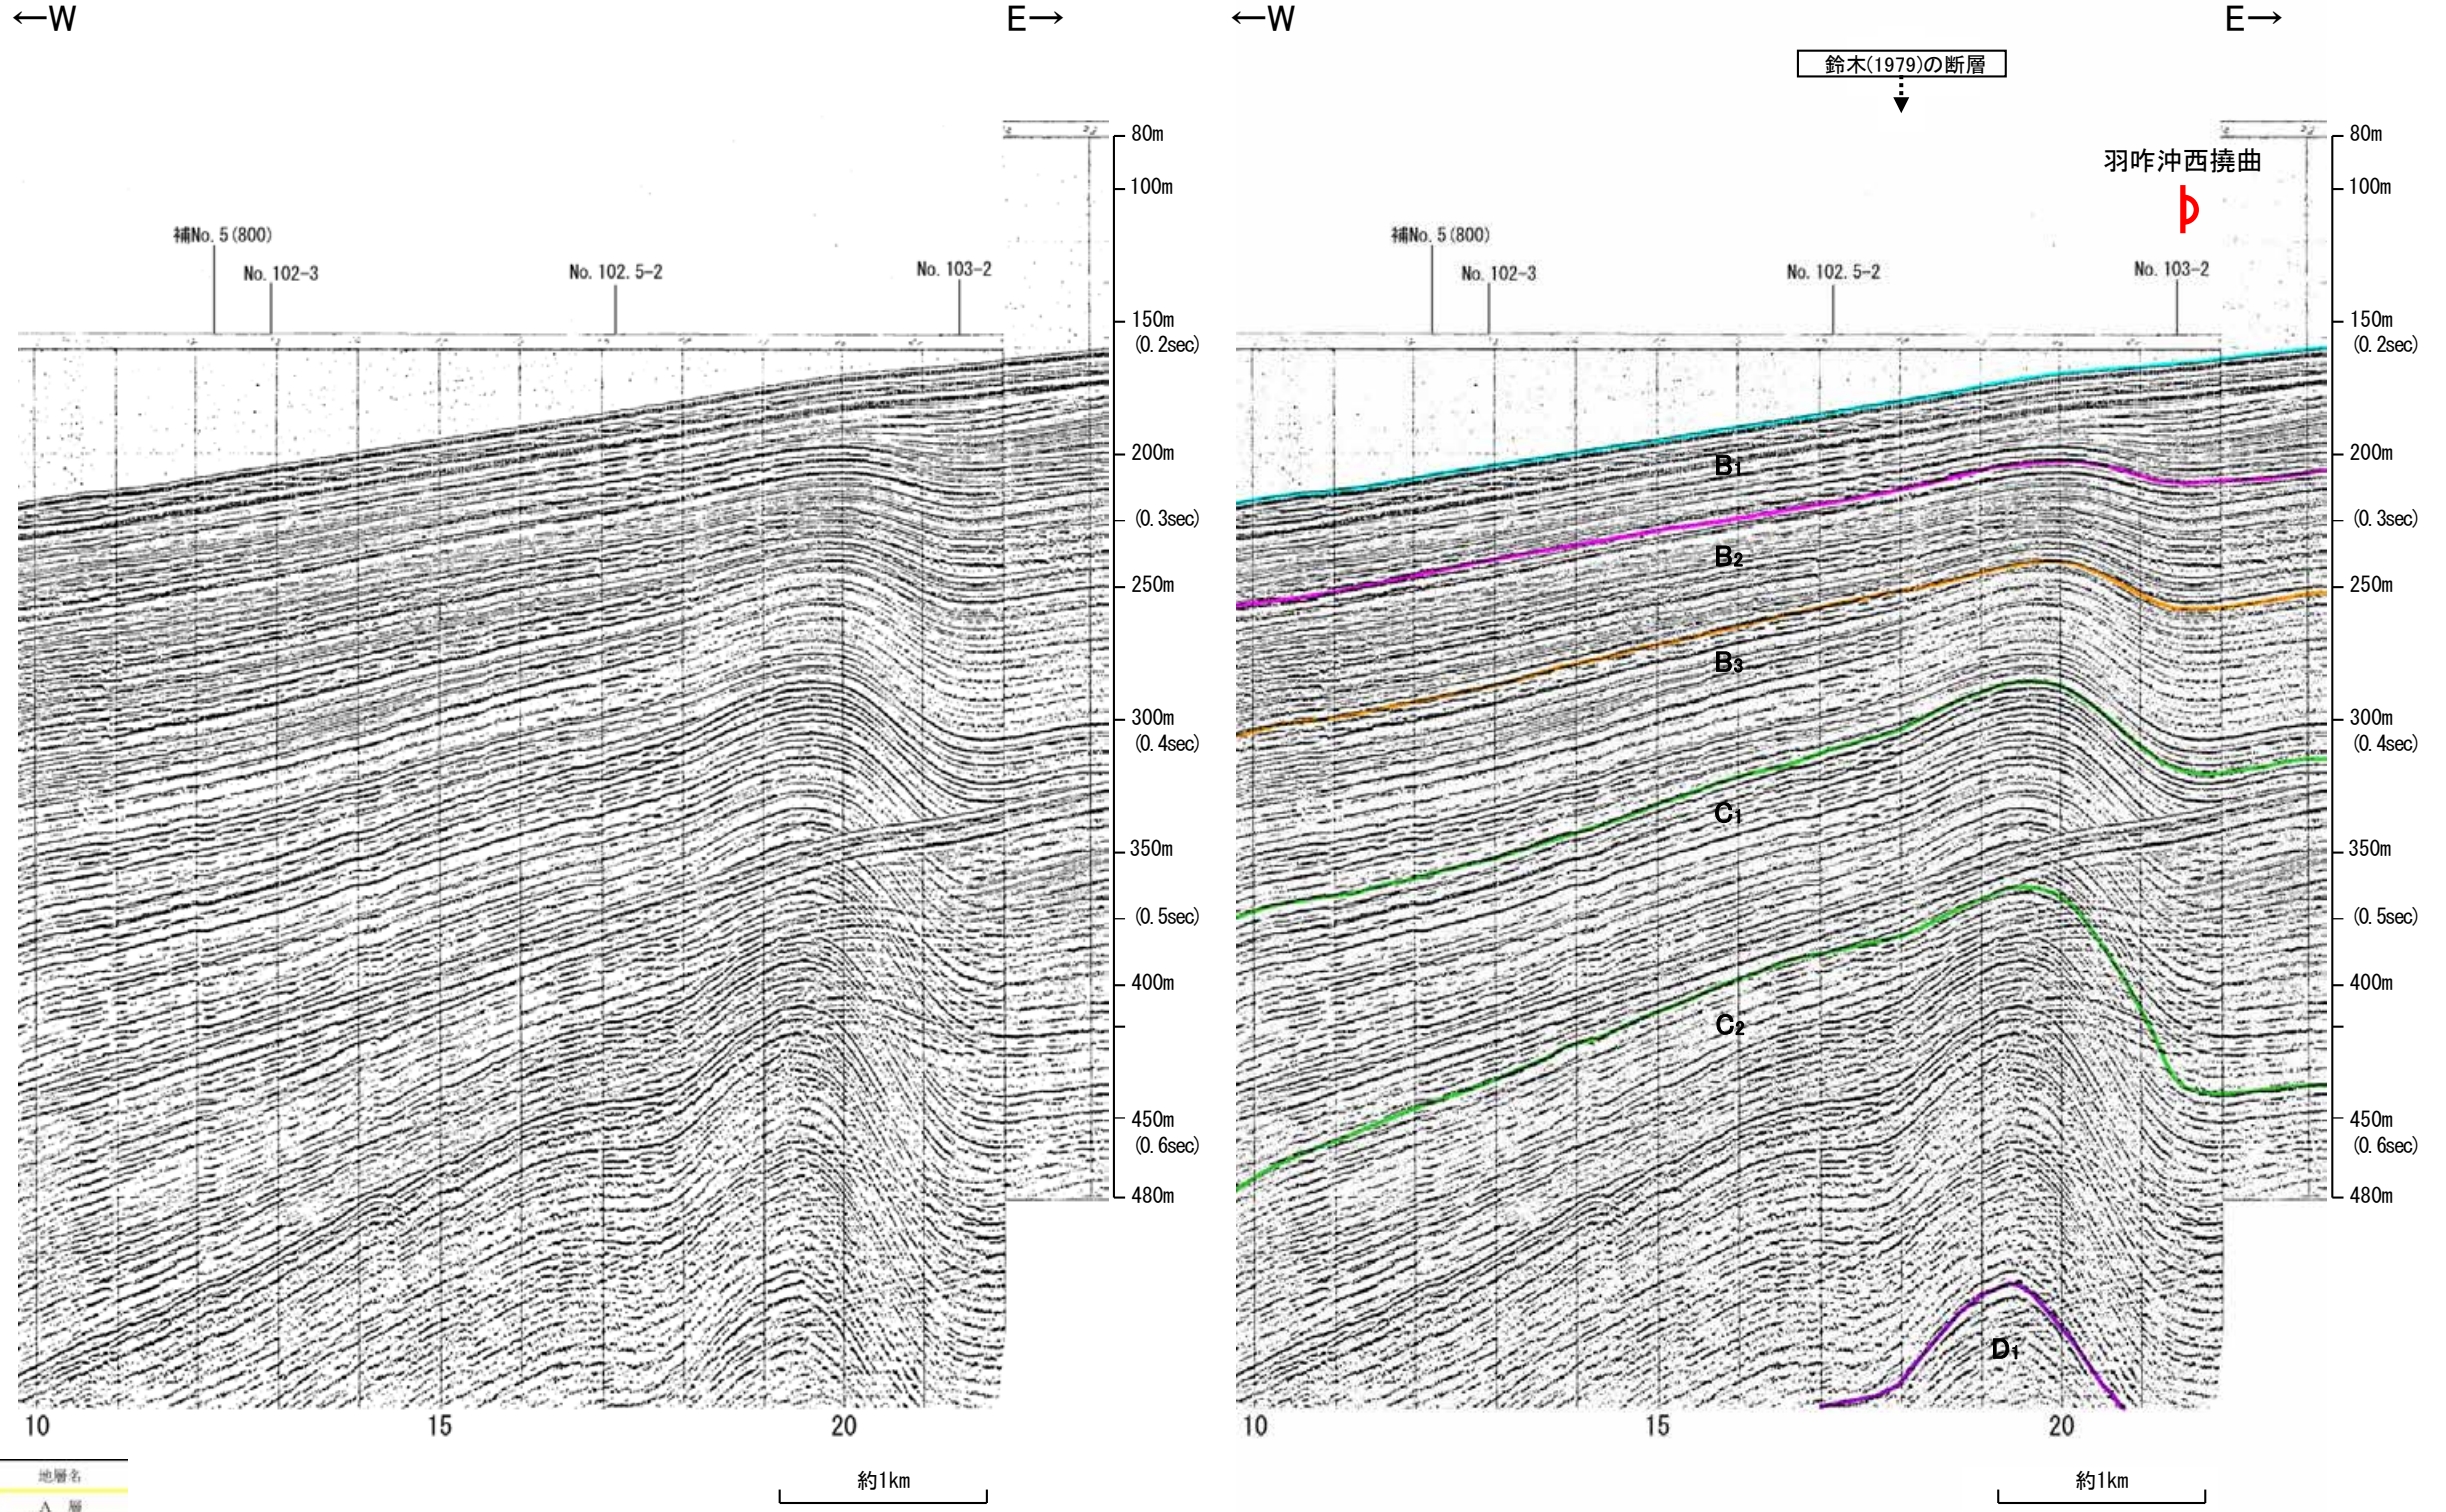 ←W
E→
80m
100m
補No. 5 (800)
No. 102-3
No. 102. 5-2
No. 103-2
150m
(0. 2sec)
200m
(0. 3sec)
250m
300m
(0. 4sec)
350m
(0. 5sec)
400m
450m
(0. 6sec)
480m
10
15
20
約1km
地層名
A 層
←W
E→
鈴木(1979)の断層
80m
羽咋沖西撓曲
100m
補No. 5 (800)
No. 102-3
No. 102. 5-2
No. 103-2
150m
(0. 2sec)
B1
200m
(0. 3sec)
B2
250m
B3
300m
(0. 4sec)
C1
350m
(0. 5sec)
400m
C2
450m
(0. 6sec)
480m
D1
10
15
20
約1km